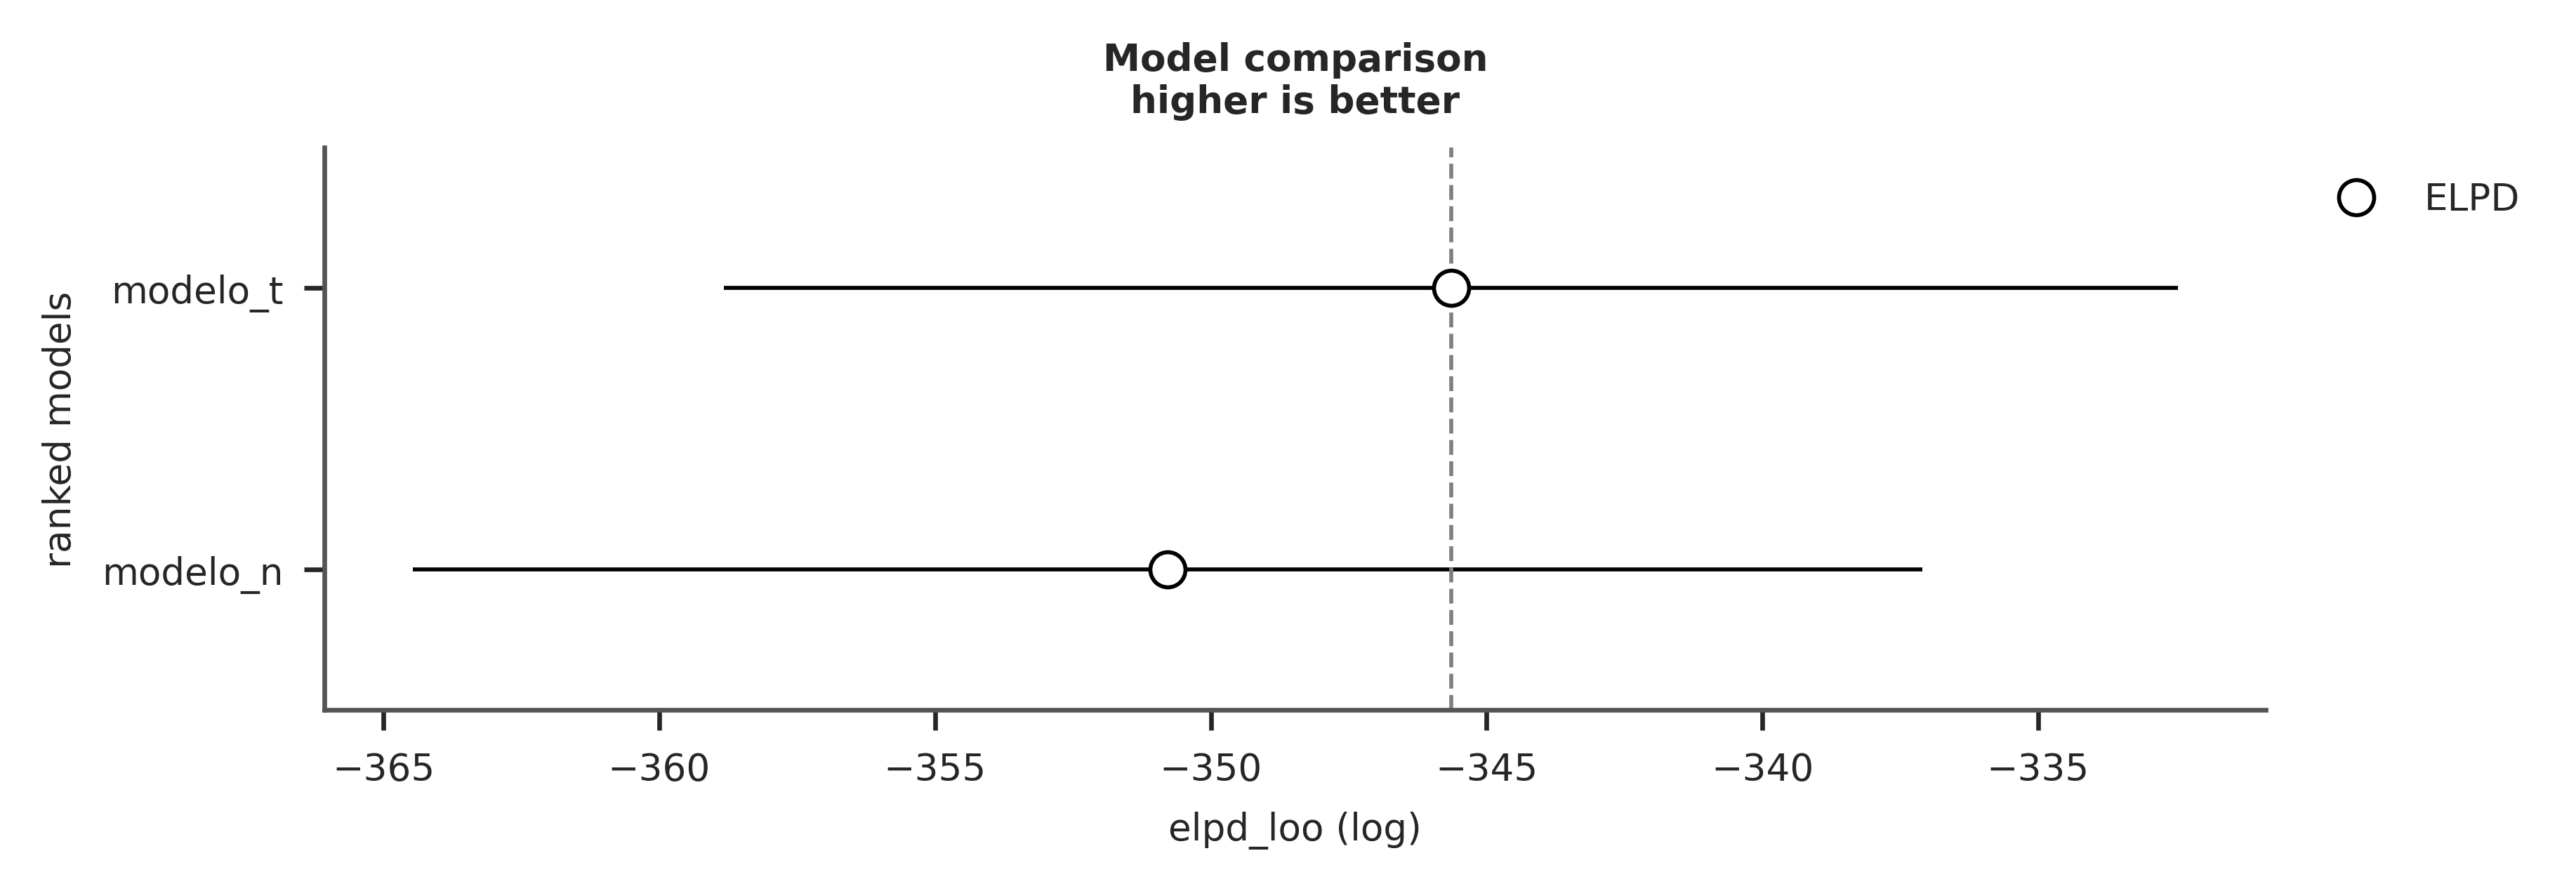 Model comparison
higher is better
ELPD
ranked models
modelo_t
modelo_n
−365 −360 −355 −350 −345 −340 −335
elpd_loo (log)